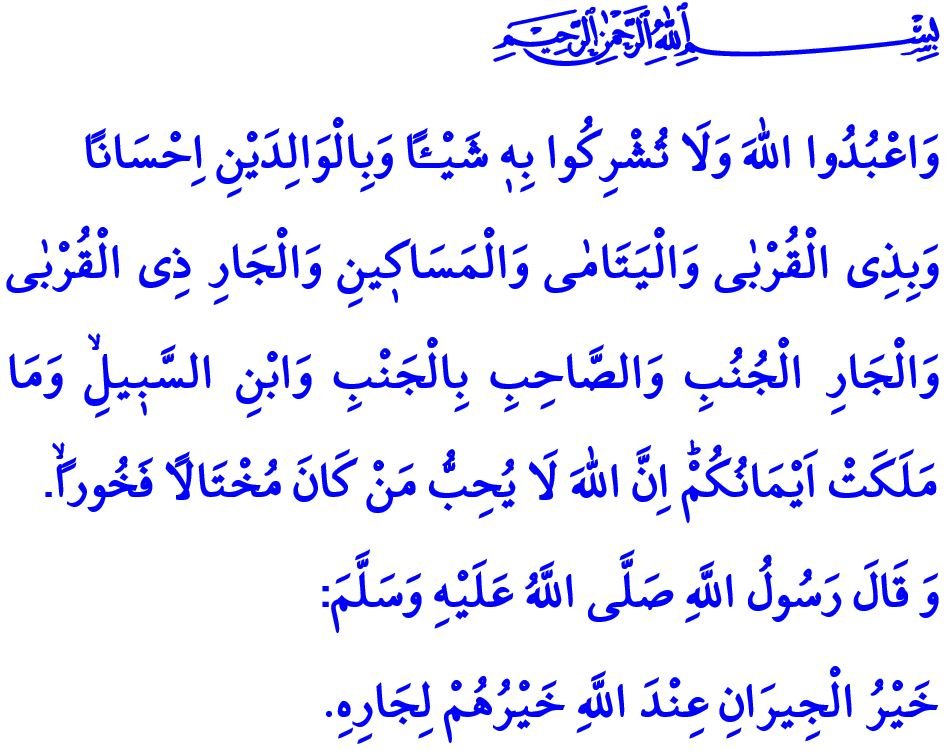 بِسْمِ اللّٰهِ الرَّحْمٰنِ الرَّحِيمِ
وَاعْبُدُوا اللّٰهَ وَلَا تُشْرِكُوا بِهٖ شَيْـًٔا وَبِالْوَالِدَيْنِ اِحْسَانًا
وَبِذِى الْقُرْبٰى وَالْيَتَامٰى وَالْمَسَاكٖينِ وَالْجَارِ ذِى الْقُرْبٰى
وَالْجَارِ الْجُنُبِ وَالصَّاحِبِ بِالْجَنْبِ وَابْنِ السَّبٖيلِۙ وَمَا
مَلَكَتْ اَيْمَانُكُمْؕ اِنَّ اللّٰهَ لَا يُحِبُّ مَنْ كَانَ مُخْتَالًا فَخُورًاۙ.
وَ قَالَ رَسُولُ اللَّهِ صَلَّى اللَّهُ عَلَيْهِ وَسَلَّمَ:
خَيْرُ الْجِيرَانِ عِنْدَ اللَّهِ خَيْرُهُمْ لِجَارِهِ.